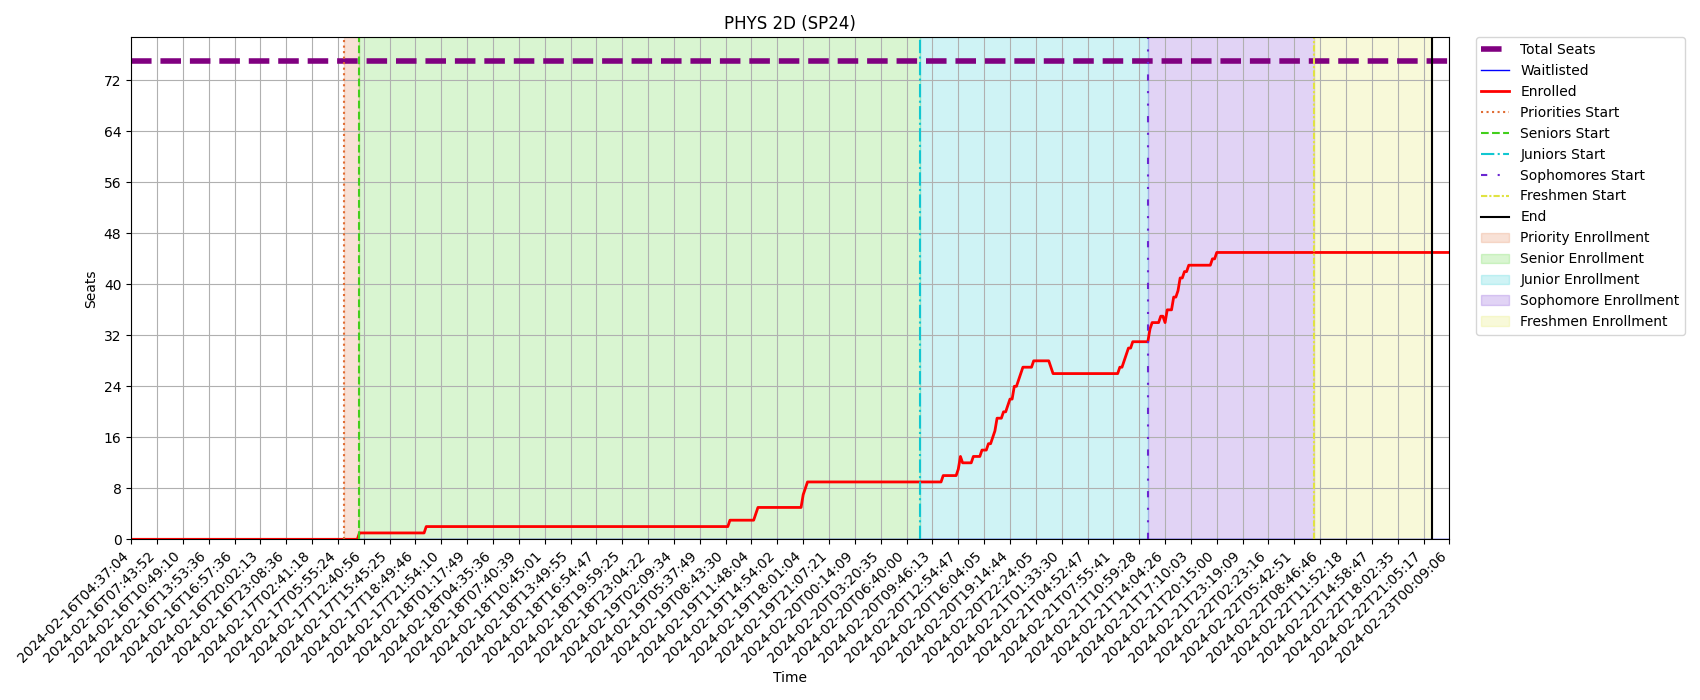 PHYS 2D (SP24)
Total Seats
Waitlisted
Enrolled
Priorities Start
Seniors Start
Juniors Start
Sophomores Start
Freshmen Start
End
Priority Enrollment
Senior Enrollment
Junior Enrollment
Sophomore Enrollment
Freshmen Enrollment
Seats
72
64
56
48
40
32
24
16
8
0
2024-02-16T04:37:04
2024-02-16T07:43:52
2024-02-16T10:49:10
2024-02-16T13:53:36
2024-02-16T16:57:36
2024-02-16T20:02:13
2024-02-16T23:08:36
2024-02-17T02:41:18
2024-02-17T05:55:24
2024-02-17T12:40:56
2024-02-17T15:45:25
2024-02-17T18:49:46
2024-02-17T21:54:10
2024-02-18T01:17:49
2024-02-18T04:35:36
2024-02-18T07:40:39
2024-02-18T10:45:01
2024-02-18T13:49:55
2024-02-18T16:54:47
2024-02-18T19:59:25
2024-02-18T23:04:22
2024-02-19T02:09:34
2024-02-19T05:37:49
2024-02-19T08:43:30
2024-02-19T11:48:04
2024-02-19T14:54:02
2024-02-19T18:01:04
2024-02-19T21:07:21
2024-02-20T00:14:09
2024-02-20T03:20:35
2024-02-20T06:40:00
2024-02-20T09:46:13
2024-02-20T12:54:47
2024-02-20T16:04:05
2024-02-20T19:14:44
2024-02-20T22:24:05
2024-02-21T01:33:30
2024-02-21T04:52:47
2024-02-21T07:55:41
2024-02-21T10:59:28
2024-02-21T14:04:26
2024-02-21T17:10:03
2024-02-21T20:15:00
2024-02-21T23:19:09
2024-02-22T02:23:16
2024-02-22T05:42:51
2024-02-22T08:46:46
2024-02-22T11:52:18
2024-02-22T14:58:47
2024-02-22T18:02:35
2024-02-22T21:05:17
2024-02-23T00:09:06
Time